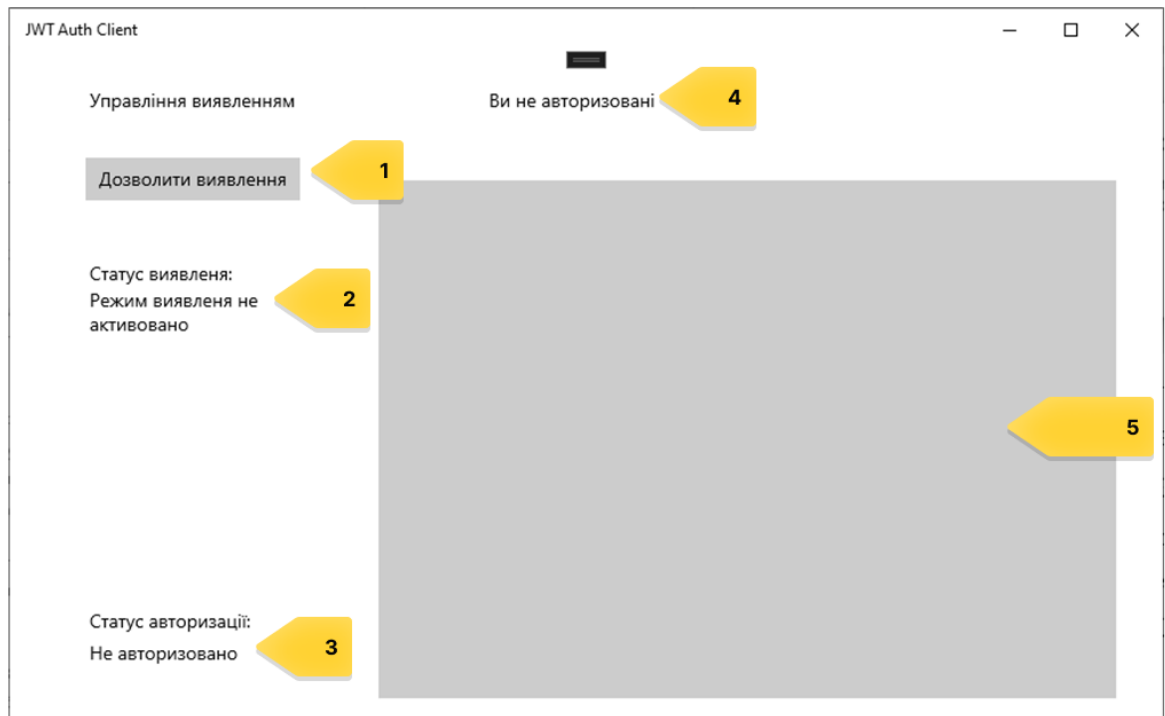 JWT Auth Client
Управління виявленням
Ви не авторизовані
4
Дозволити виявлення
1
Статус виявленя:
Режим виявленя не
активовано
2
5
Статус авторизації:
Не авторизовано
3